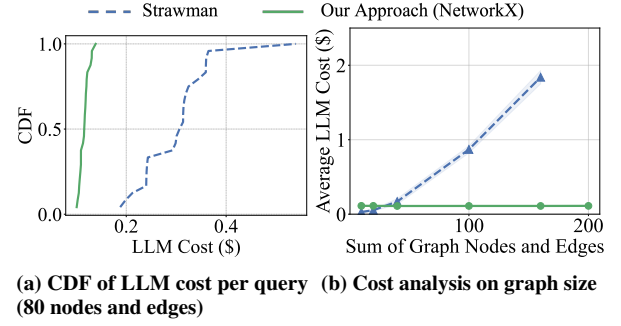 Strawman Our Approach (NetworkX)
CDF
1.0
0.5
0.0
0.2 0.4
LLM Cost ($)
Average LLM Cost ($)
2
1
0
100 200
Sum of Graph Nodes and Edges
(a) CDF of LLM cost per query
(80 nodes and edges)
(b) Cost analysis on graph size